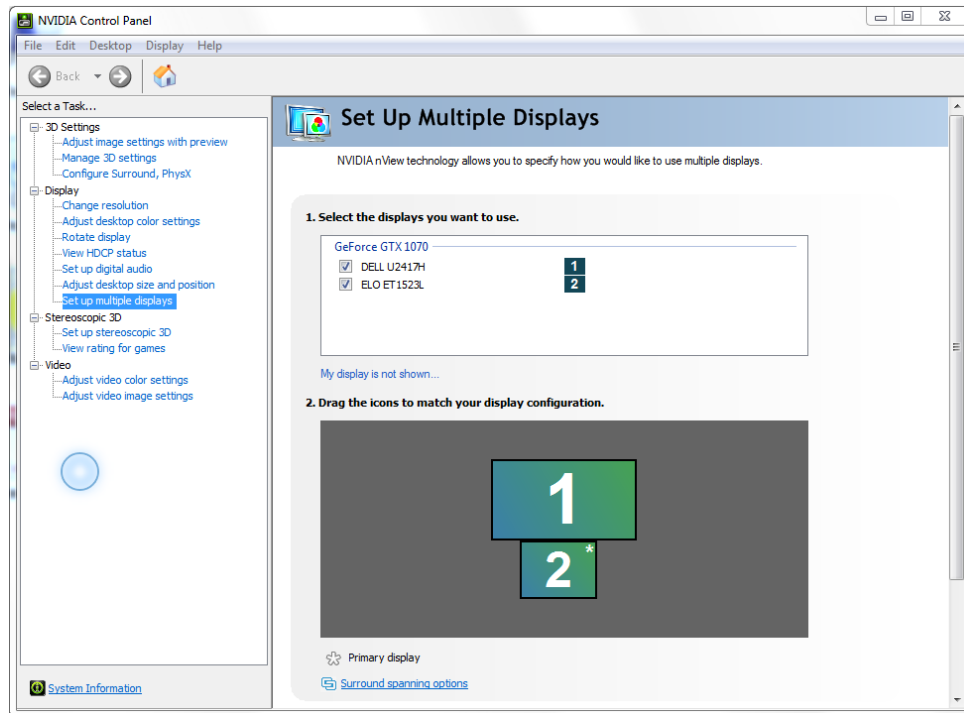 NVIDIA Control Panel
File Edit Desktop Display Help
Back
Select a Task...
3D Settings
Adjust image settings with preview
Manage 3D settings
Configure Surround, PhysX
Display
Change resolution
Adjust desktop color settings
Rotate display
View HDCP status
Set up digital audio
Adjust desktop size and position
Set up multiple displays
Stereoscopic 3D
Set up stereoscopic 3D
View rating for games
Video
Adjust video color settings
Adjust video image settings
System Information
Set Up Multiple Displays
NVIDIA nView technology allows you to specify how you would like to use multiple displays.
1. Select the displays you want to use.
GeForce GTX 1070
DELL U2417H 1
ELO ET1523L 2
My display is not shown...
2. Drag the icons to match your display configuration.
1
2 *
Primary display
Surround spanning options